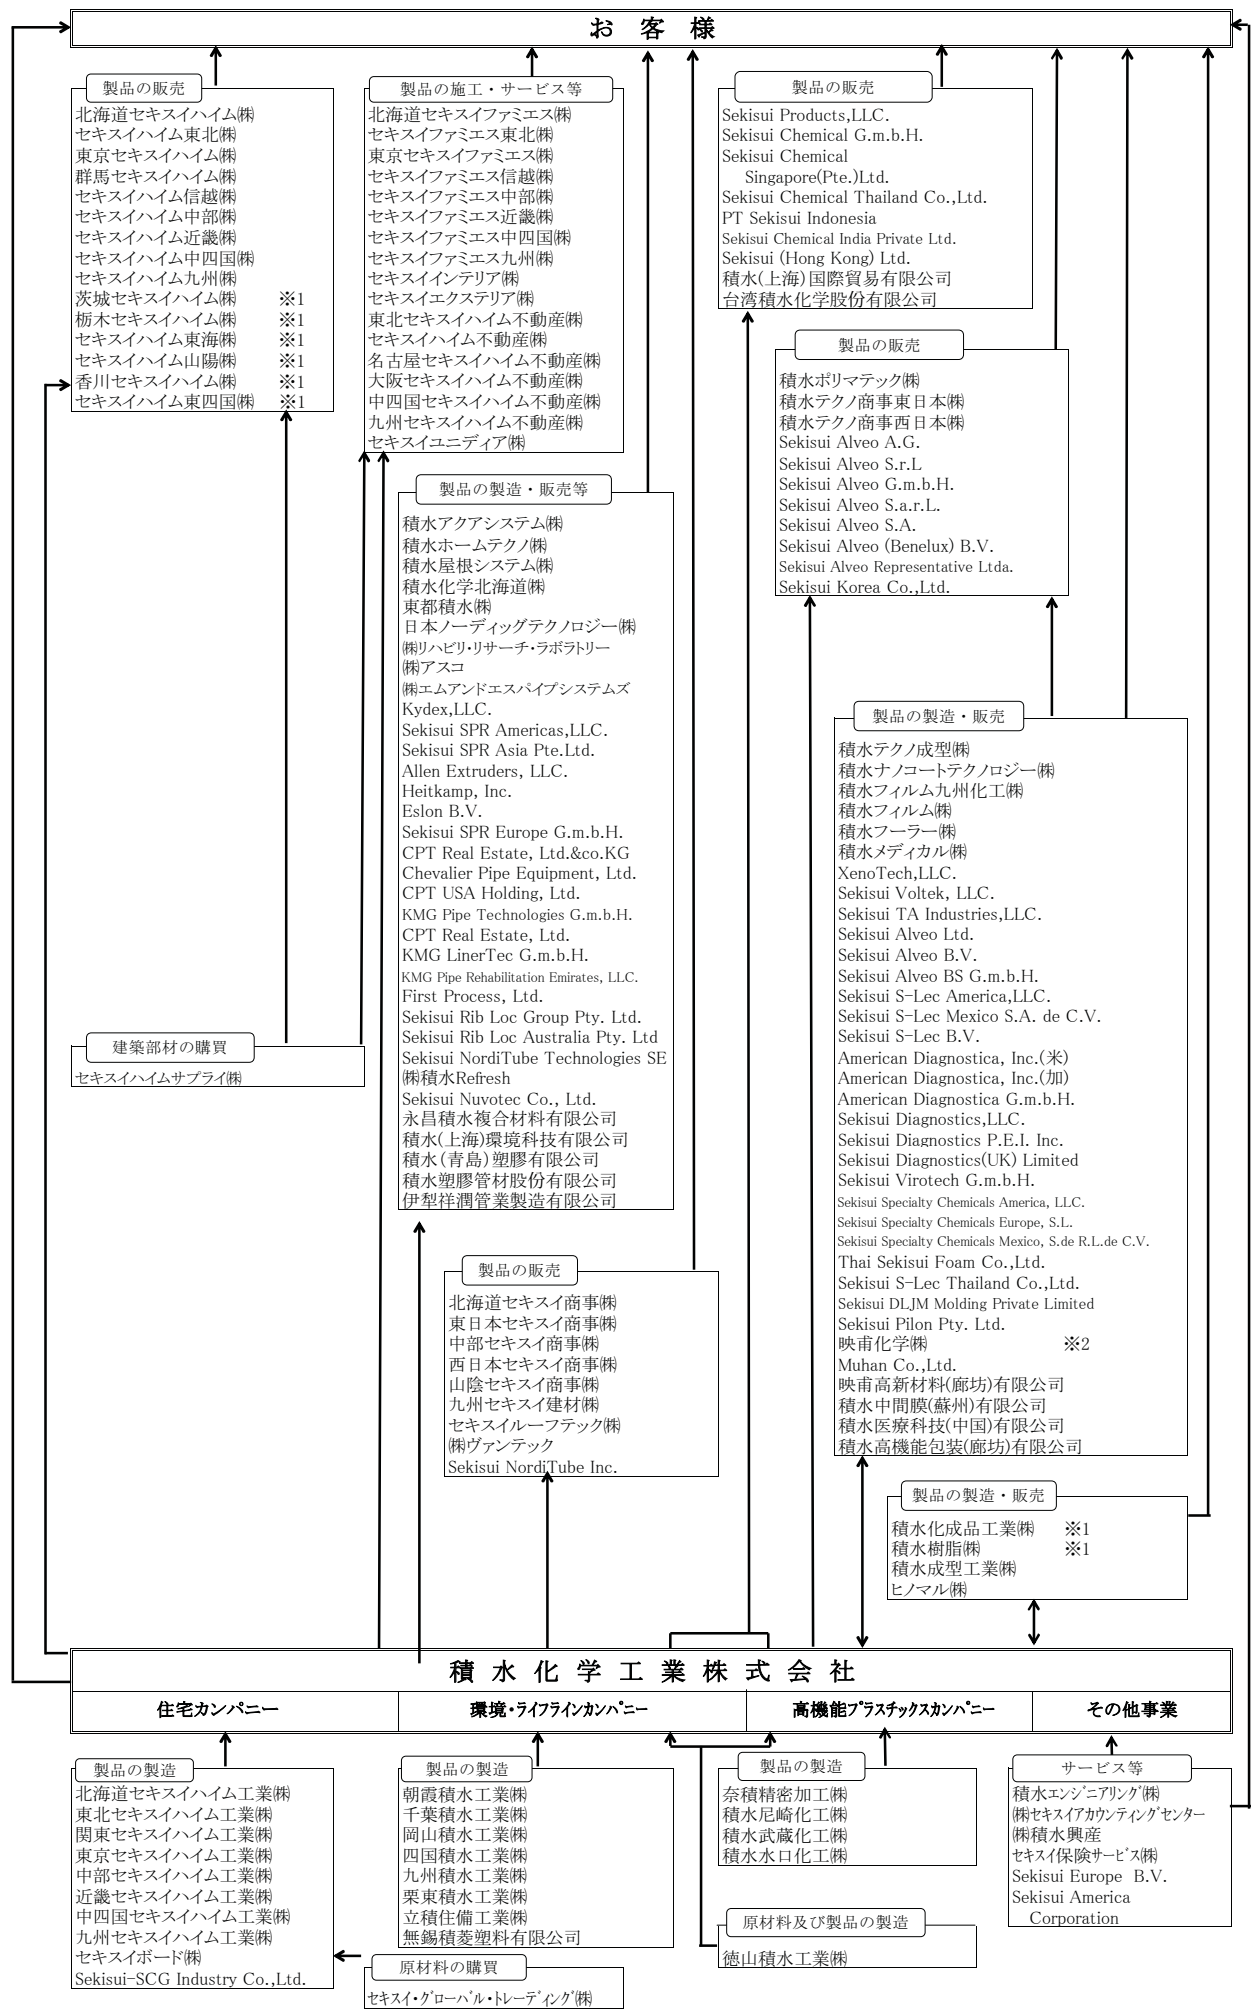 お 客 様
製品の販売
北海道セキスイハイム㈱
セキスイハイム東北㈱
東京セキスイハイム㈱
群馬セキスイハイム㈱
セキスイハイム信越㈱
セキスイハイム中部㈱
セキスイハイム近畿㈱
セキスイハイム中四国㈱
セキスイハイム九州㈱
茨城セキスイハイム㈱ ※1
栃木セキスイハイム㈱ ※1
セキスイハイム東海㈱ ※1
セキスイハイム山陽㈱ ※1
香川セキスイハイム㈱ ※1
セキスイハイム東四国㈱ ※1
製品の施工・サービス等
北海道セキスイファミエス㈱
セキスイファミエス東北㈱
東京セキスイファミエス㈱
セキスイファミエス信越㈱
セキスイファミエス中部㈱
セキスイファミエス近畿㈱
セキスイファミエス中四国㈱
セキスイファミエス九州㈱
セキスイインテリア㈱
セキスイエクステリア㈱
東北セキスイハイム不動産㈱
セキスイハイム不動産㈱
名古屋セキスイハイム不動産㈱
大阪セキスイハイム不動産㈱
中四国セキスイハイム不動産㈱
九州セキスイハイム不動産㈱
セキスイユニディア㈱
製品の販売
Sekisui Products,LLC.
Sekisui Chemical G.m.b.H.
Sekisui Chemical
Singapore(Pte.)Ltd.
Sekisui Chemical Thailand Co.,Ltd.
PT Sekisui Indonesia
Sekisui Chemical India Private Ltd.
Sekisui (Hong Kong) Ltd.
積水(上海)国際貿易有限公司
台湾積水化学股份有限公司
製品の販売
積水ポリマテック㈱
積水テクノ商事東日本㈱
積水テクノ商事西日本㈱
Sekisui Alveo A.G.
Sekisui Alveo S.r.L
Sekisui Alveo G.m.b.H.
Sekisui Alveo S.a.r.L.
Sekisui Alveo S.A.
Sekisui Alveo (Benelux) B.V.
Sekisui Alveo Representative Ltda.
Sekisui Korea Co.,Ltd.
製品の製造・販売等
積水アクアシステム㈱
積水ホームテクノ㈱
積水屋根システム㈱
積水化学北海道㈱
東都積水㈱
日本ノーディッグテクノロジー㈱
㈱リハビリ・リサーチ・ラボラトリー
㈱アスコ
㈱エムアンドエスパイプシステムズ
Kydex,LLC.
Sekisui SPR Americas,LLC.
Sekisui SPR Asia Pte.Ltd.
Allen Extruders, LLC.
Heitkamp, Inc.
Eslon B.V.
Sekisui SPR Europe G.m.b.H.
CPT Real Estate, Ltd.&co.KG
Chevalier Pipe Equipment, Ltd.
CPT USA Holding, Ltd.
KMG Pipe Technologies G.m.b.H.
CPT Real Estate, Ltd.
KMG LinerTec G.m.b.H.
KMG Pipe Rehabilitation Emirates, LLC.
First Process, Ltd.
Sekisui Rib Loc Group Pty. Ltd.
Sekisui Rib Loc Australia Pty. Ltd
Sekisui NordiTube Technologies SE
㈱積水Refresh
Sekisui Nuvotec Co., Ltd.
永昌積水複合材料有限公司
積水(上海)環境科技有限公司
積水(青島)塑膠有限公司
積水塑膠管材股份有限公司
伊犁祥潤管業製造有限公司
建築部材の購買
セキスイハイムサプライ㈱
製品の製造・販売
積水テクノ成型㈱
積水ナノコートテクノロジー㈱
積水フィルム九州化工㈱
積水フィルム㈱
積水フーラー㈱
積水メディカル㈱
XenoTech,LLC.
Sekisui Voltek, LLC.
Sekisui TA Industries,LLC.
Sekisui Alveo Ltd.
Sekisui Alveo B.V.
Sekisui Alveo BS G.m.b.H.
Sekisui S-Lec America,LLC.
Sekisui S-Lec Mexico S.A. de C.V.
Sekisui S-Lec B.V.
American Diagnostica, Inc.(米)
American Diagnostica, Inc.(加)
American Diagnostica G.m.b.H.
Sekisui Diagnostics,LLC.
Sekisui Diagnostics P.E.I. Inc.
Sekisui Diagnostics(UK) Limited
Sekisui Virotech G.m.b.H.
Sekisui Specialty Chemicals America, LLC.
Sekisui Specialty Chemicals Europe, S.L.
Sekisui Specialty Chemicals Mexico, S.de R.L.de C.V.
Thai Sekisui Foam Co.,Ltd.
Sekisui S-Lec Thailand Co.,Ltd.
Sekisui DLJM Molding Private Limited
Sekisui Pilon Pty. Ltd.
映甫化学㈱ ※2
Muhan Co.,Ltd.
映甫高新材料(廊坊)有限公司
積水中間膜(蘇州)有限公司
積水医療科技(中国)有限公司
積水高機能包装(廊坊)有限公司
製品の販売
北海道セキスイ商事㈱
東日本セキスイ商事㈱
中部セキスイ商事㈱
西日本セキスイ商事㈱
山陰セキスイ商事㈱
九州セキスイ建材㈱
セキスイルーフテック㈱
㈱ヴァンテック
Sekisui NordiTube Inc.
製品の製造・販売
積水化成品工業㈱ ※1
積水樹脂㈱ ※1
積水成型工業㈱
ヒノマル㈱
積 水 化 学 工 業 株 式 会 社
住宅カンパニー
環境・ライフラインカンパニー
高機能プラスチックスカンパニー
その他事業
製品の製造
北海道セキスイハイム工業㈱
東北セキスイハイム工業㈱
関東セキスイハイム工業㈱
東京セキスイハイム工業㈱
中部セキスイハイム工業㈱
近畿セキスイハイム工業㈱
中四国セキスイハイム工業㈱
九州セキスイハイム工業㈱
セキスイボード㈱
Sekisui-SCG Industry Co.,Ltd.
製品の製造
朝霞積水工業㈱
千葉積水工業㈱
岡山積水工業㈱
四国積水工業㈱
九州積水工業㈱
栗東積水工業㈱
立積住備工業㈱
無錫積菱塑料有限公司
原材料の購買
セキスイ・グローバル・トレーディング㈱
製品の製造
奈積精密加工㈱
積水尼崎化工㈱
積水武蔵化工㈱
積水水口化工㈱
原材料及び製品の製造
徳山積水工業㈱
サービス等
積水エンジニアリング㈱
㈱セキスイアカウンティングセンター
㈱積水興産
セキスイ保険サービス㈱
Sekisui Europe B.V.
Sekisui America
Corporation